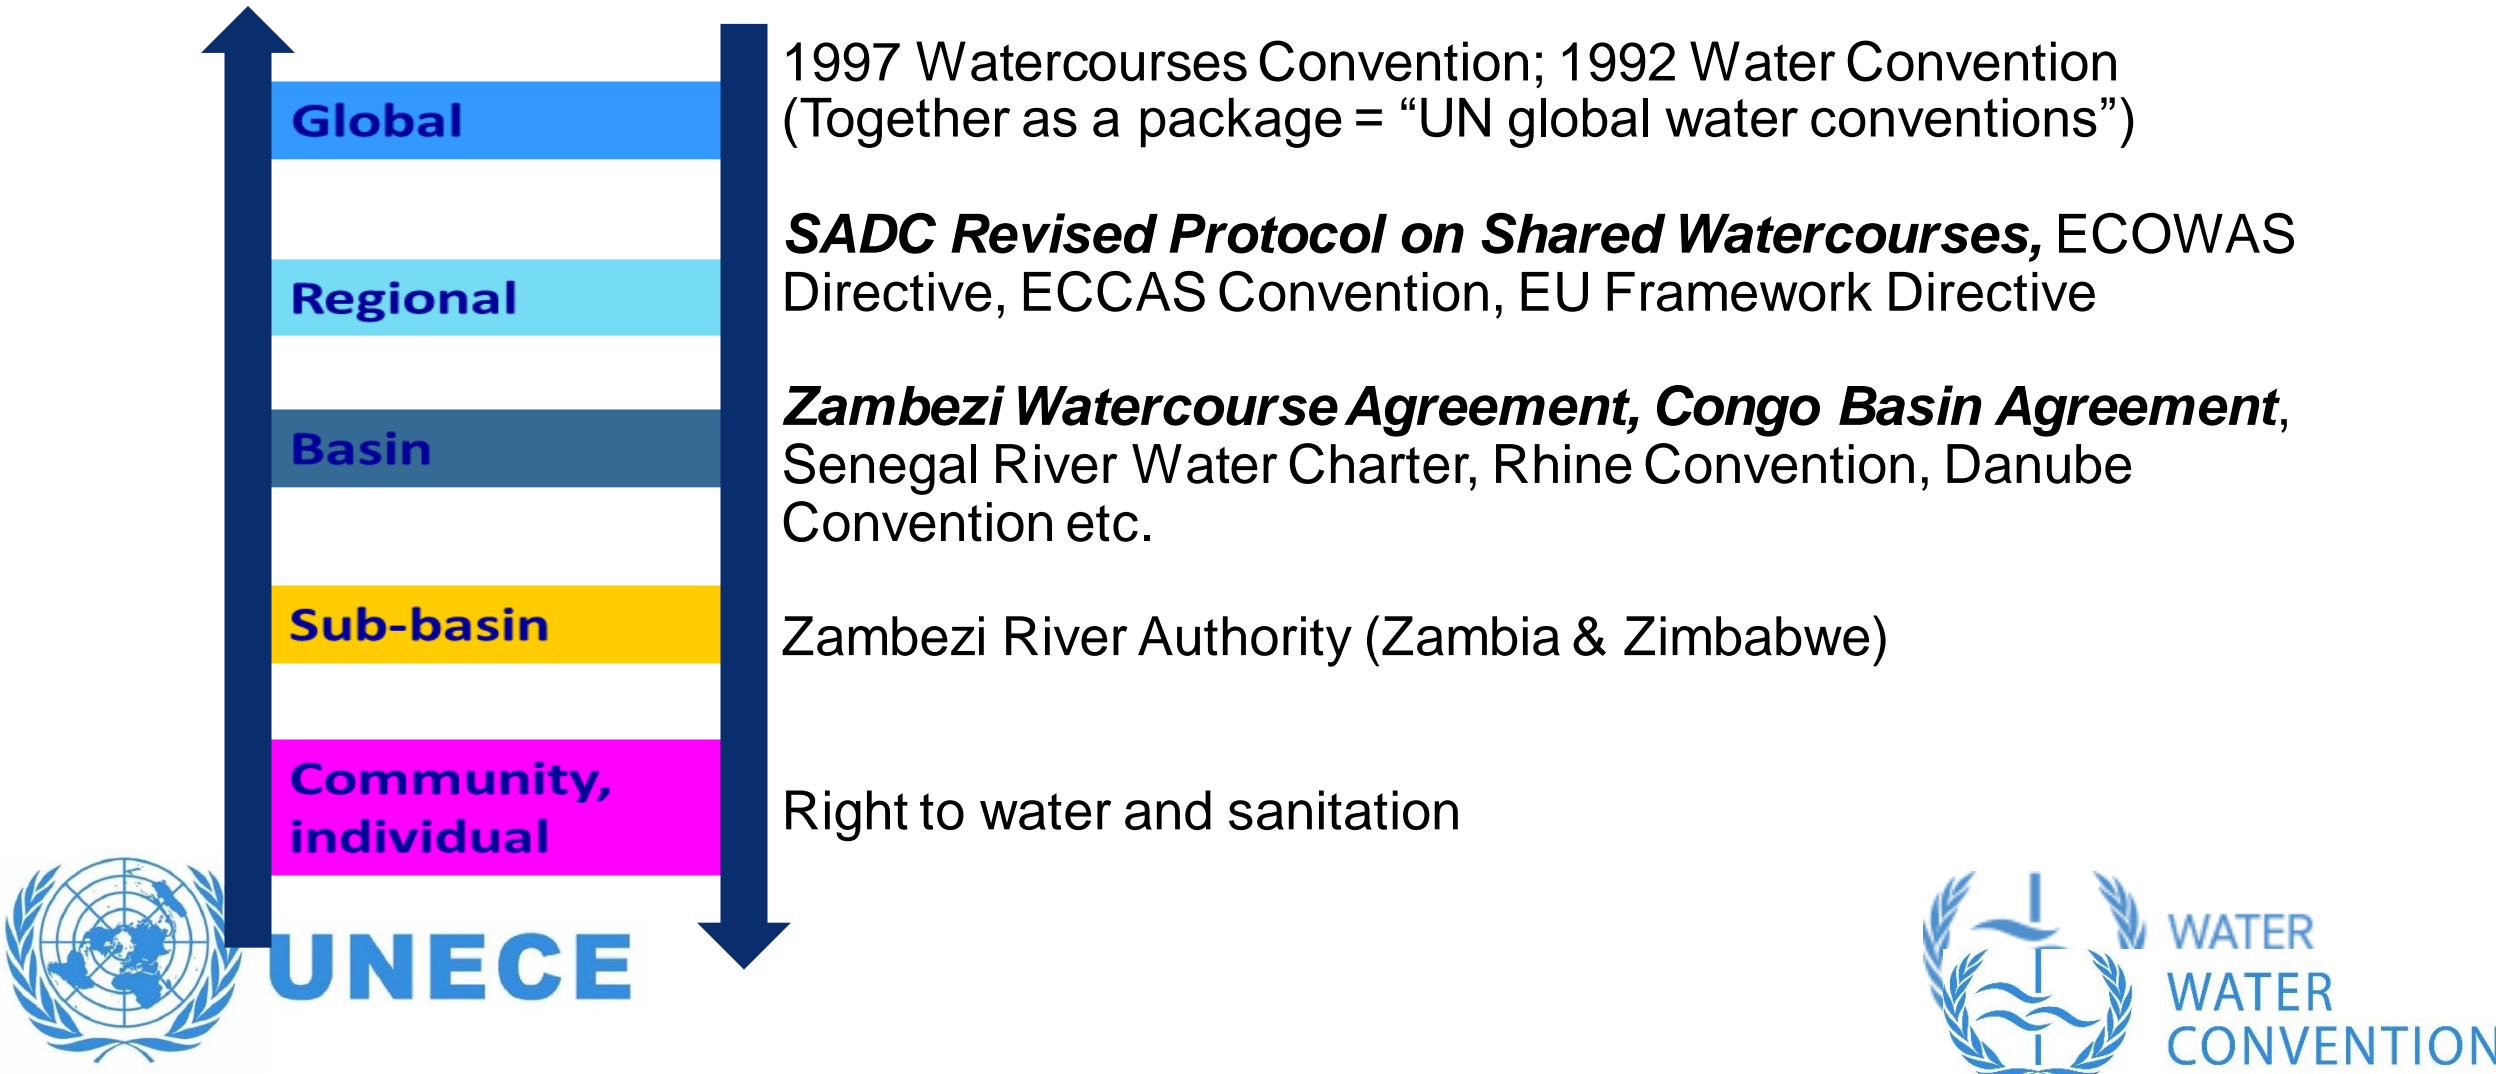 1997 Watercourses Convention; 1992 Water Convention
(Together as a package = “UN global water conventions”)
Global
SADC Revised Protocol on Shared Watercourses, ECOWAS
Directive, ECCAS Convention, EU Framework Directive
Regional
Zambezi Watercourse Agreement, Congo Basin Agreement,
Senegal River Water Charter, Rhine Convention, Danube
Convention etc.
Basin
Sub-basin
Zambezi River Authority (Zambia & Zimbabwe)
Community,
individual
Right to water and sanitation
UNECE
WATER
WATER
CONVENTION